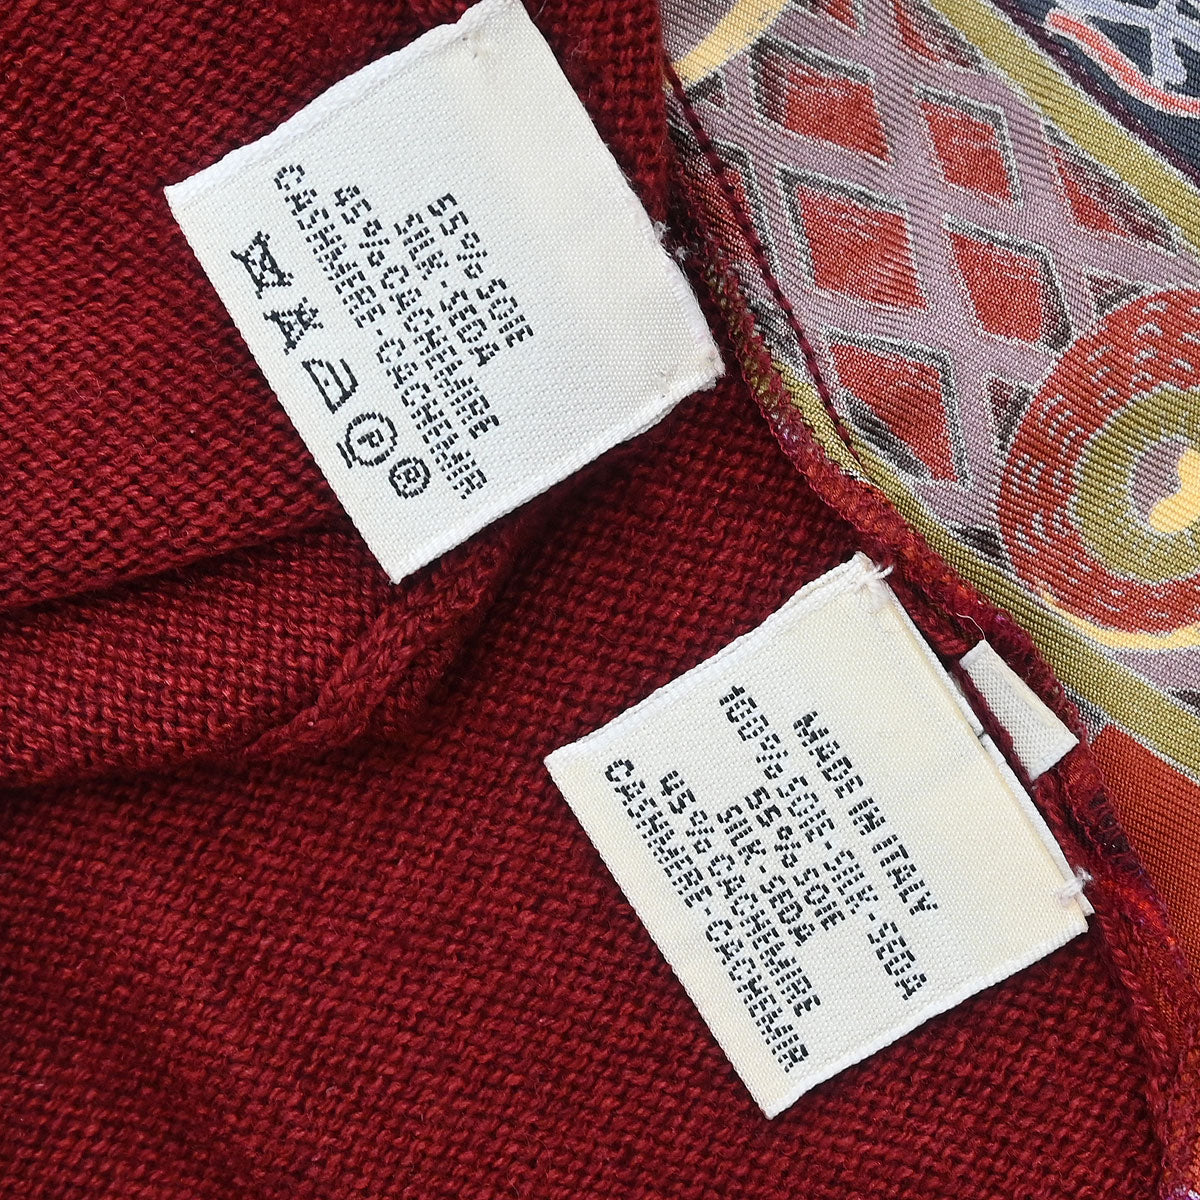 55% SOIE
SILK-SEDA
45% CACHEMIRE
CASHMERE-CACHEMIR
P
R
MADE IN ITALY
100% SOIE-SILK-SEDA
55% SOIE
SILK-SEDA
45% CACHEMIRE
CASHMERE-CACHEMIR